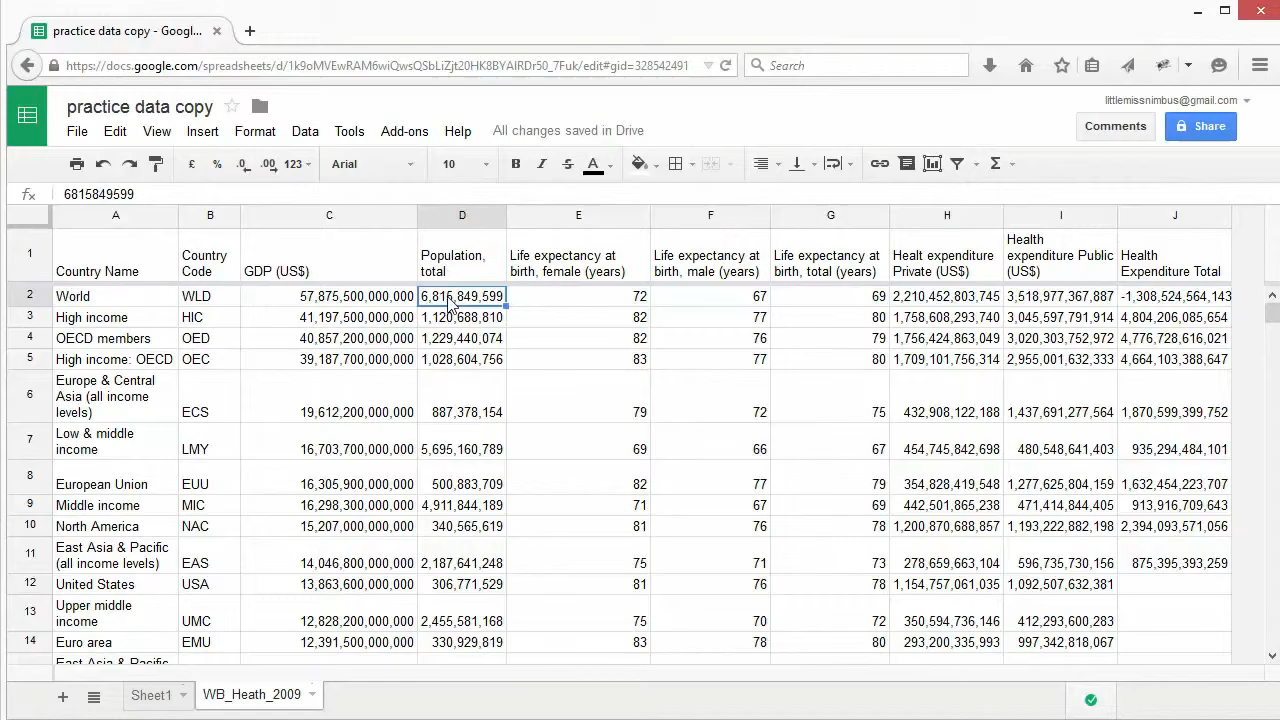 practice data copy - Googl...
https://docs.google.com/spreadsheets/d/1k9oMVEwRAM6wiQwsQSbLiZjt20HK8BYAIRDr50_7Fuk/edit#gid=328542491
Search
practice data copy
littlemissnimbus@gmail.com
File Edit View Insert Format Data Tools Add-ons Help All changes saved in Drive
Comments Share
£ % .0 .00 123 Arial 10 B I S A Σ
fx 6815849599
A B C D E F G H I J
1 Country Name Country Code GDP (US$) Population, total Life expectancy at birth, female (years) Life expectancy at birth, male (years) Life expectancy at birth, total (years) Healt expenditure Private (US$) Health expenditure Public (US$) Health Expenditure Total
2 World WLD 57,875,500,000,000 6,815,849,599 72 67 69 2,210,452,803,745 3,518,977,367,887 -1,308,524,564,143
3 High income HIC 41,197,500,000,000 1,120,688,810 82 77 80 1,758,608,293,740 3,045,597,791,914 4,804,206,085,654
4 OECD members OED 40,857,200,000,000 1,229,440,074 82 76 79 1,756,424,863,049 3,020,303,752,972 4,776,728,616,021
5 High income: OECD OEC 39,187,700,000,000 1,028,604,756 83 77 80 1,709,101,756,314 2,955,001,632,333 4,664,103,388,647
6 Europe & Central Asia (all income levels) ECS 19,612,200,000,000 887,378,154 79 72 75 432,908,122,188 1,437,691,277,564 1,870,599,399,752
7 Low & middle income LMY 16,703,700,000,000 5,695,160,789 69 66 67 454,745,842,698 480,548,641,403 935,294,484,101
8 European Union EUU 16,305,900,000,000 500,883,709 82 77 79 354,828,419,548 1,277,625,804,159 1,632,454,223,707
9 Middle income MIC 16,298,300,000,000 4,911,844,189 71 67 69 442,501,865,238 471,414,844,405 913,916,709,643
10 North America NAC 15,207,000,000,000 340,565,619 81 76 78 1,200,870,688,857 1,193,222,882,198 2,394,093,571,056
11 East Asia & Pacific (all income levels) EAS 14,046,800,000,000 2,187,641,248 75 71 73 278,659,663,104 596,735,730,156 875,395,393,259
12 United States USA 13,863,600,000,000 306,771,529 81 76 78 1,154,757,061,035 1,092,507,632,381
13 Upper middle income UMC 12,828,200,000,000 2,455,581,168 75 70 72 350,594,736,146 412,293,600,283
14 Euro area EMU 12,391,500,000,000 330,929,819 83 78 80 293,200,335,993 997,342,818,067
East Asia & Pacific
Sheet1 WB_Heath_2009